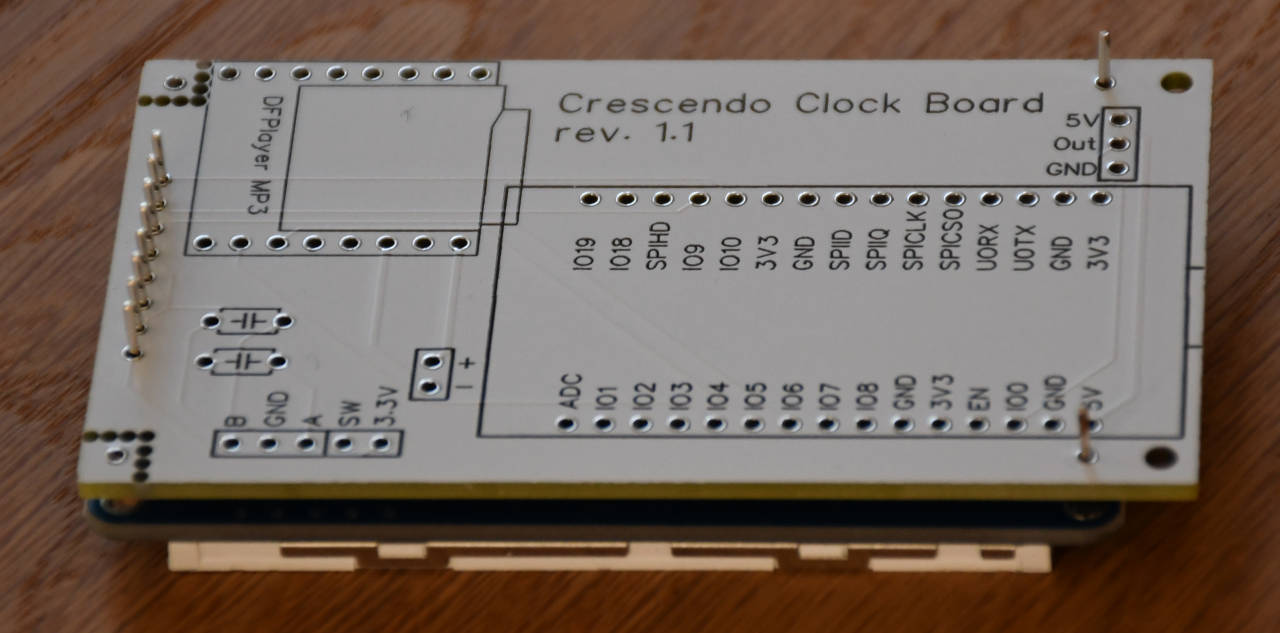 Crescendo Clock Board
rev. 1.1
DFPlayer MP3
5V
Out
GND
IO19
IO18
SPIHD
IO9
IO10
3V3
GND
SPIID
SPIIQ
SPICLK
SPICS0
U0RX
U0TX
GND
3V3
+
-
B
GND
A
SW
3.3V
ADC
IO1
IO2
IO3
IO4
IO5
IO6
IO7
IO8
GND
3V3
EN
IO0
GND
5V